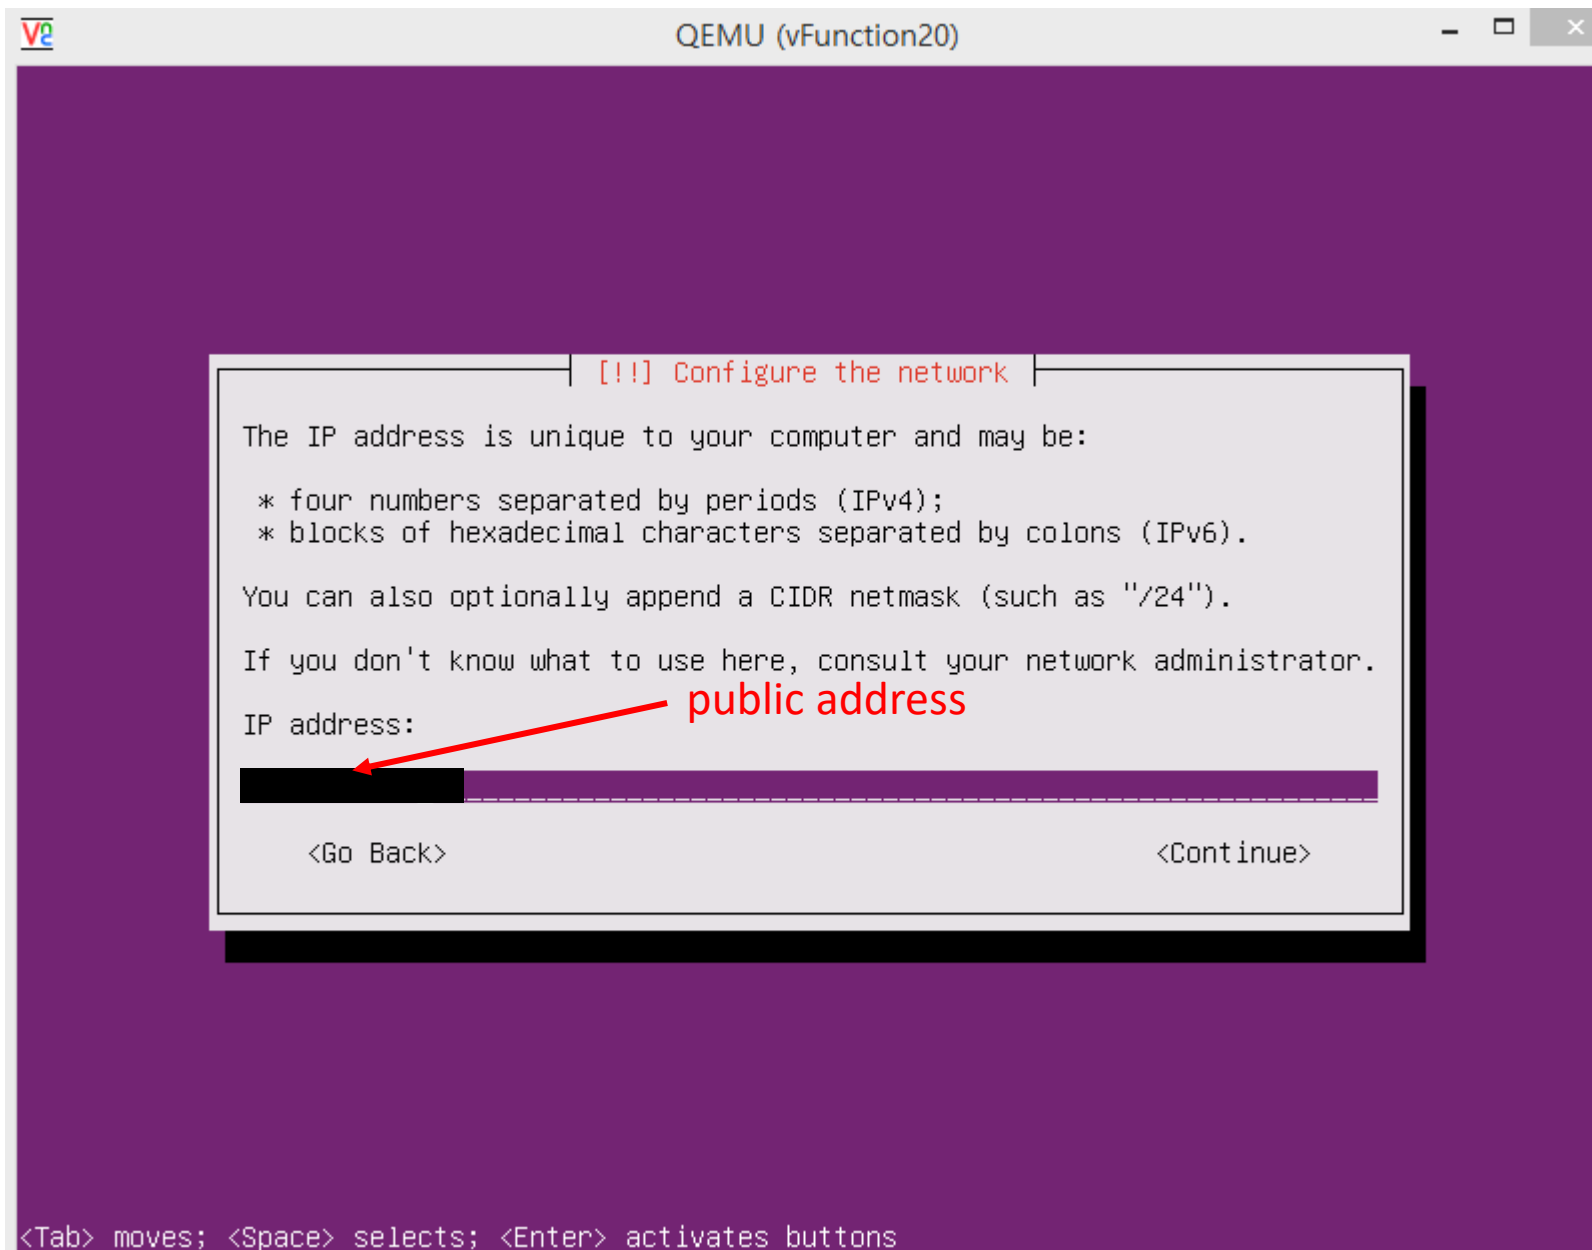 QEMU (vFunction20)
[!!] Configure the network
The IP address is unique to your computer and may be:
* four numbers separated by periods (IPv4);
* blocks of hexadecimal characters separated by colons (IPv6).
You can also optionally append a CIDR netmask (such as "/24").
If you don't know what to use here, consult your network administrator.
public address
IP address:
<Go Back> <Continue>
<Tab> moves; <Space> selects; <Enter> activates buttons